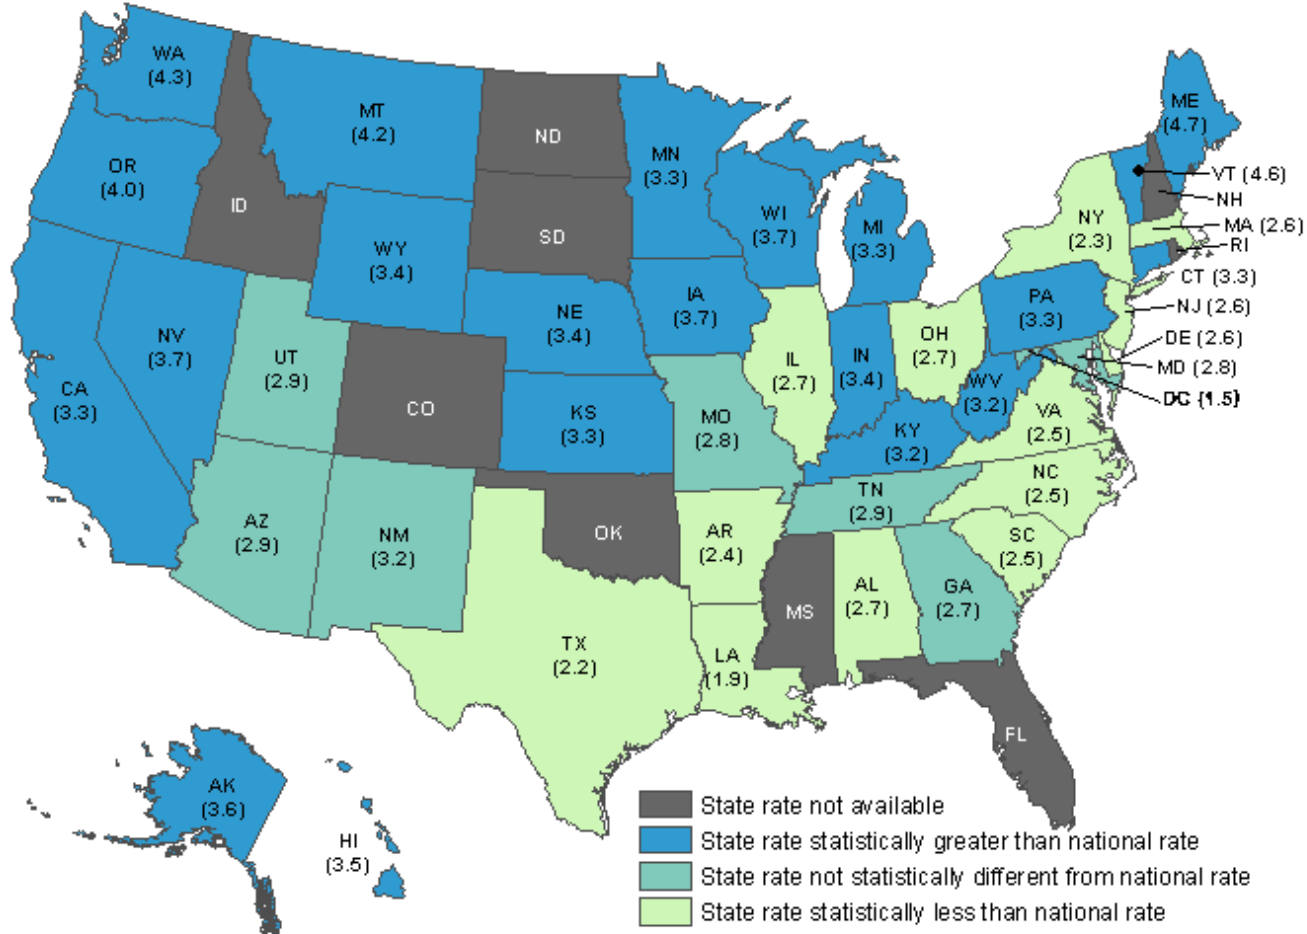 WA
(4.3)
MT
(4.2)
ND
MN
(3.3)
ME
(4.7)
OR
(4.0)
ID
SD
WY
(3.4)
WI
(3.7)
MI
(3.3)
NY
(2.3)
VT (4.6)
NH
MA (2.6)
RI
CT (3.3)
NJ (2.6)
DE (2.6)
MD (2.8)
DC (1.5)
PA
(3.3)
NV
(3.7)
UT
(2.9)
NE
(3.4)
IA
(3.7)
IL
(2.7)
IN
(3.4)
OH
(2.7)
WV
(3.2)
VA
(2.5)
CA
(3.3)
CO
KS
(3.3)
MO
(2.8)
KY
(3.2)
NC
(2.5)
AZ
(2.9)
NM
(3.2)
OK
AR
(2.4)
TN
(2.9)
SC
(2.5)
TX
(2.2)
LA
(1.9)
MS
AL
(2.7)
GA
(2.7)
FL
AK
(3.6)
HI
(3.5)
State rate not available
State rate statistically greater than national rate
State rate not statistically different from national rate
State rate statistically less than national rate